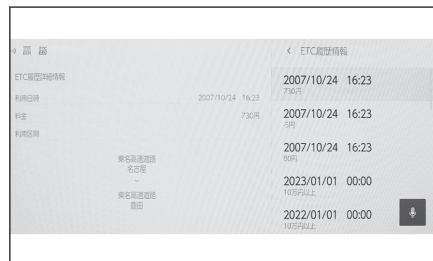 ETC履歴詳細情報
利用日時 2007/10/24 16:23
料金 730円
利用区間
東名高速道路
名古屋
~
東名高速道路
豊田
< ETC履歴情報
2007/10/24 16:23
730円
2007/10/24 16:23
-5円
2007/10/24 16:23
80円
2023/01/01 00:00
10万円以上
2022/01/01 00:00
10万円以上